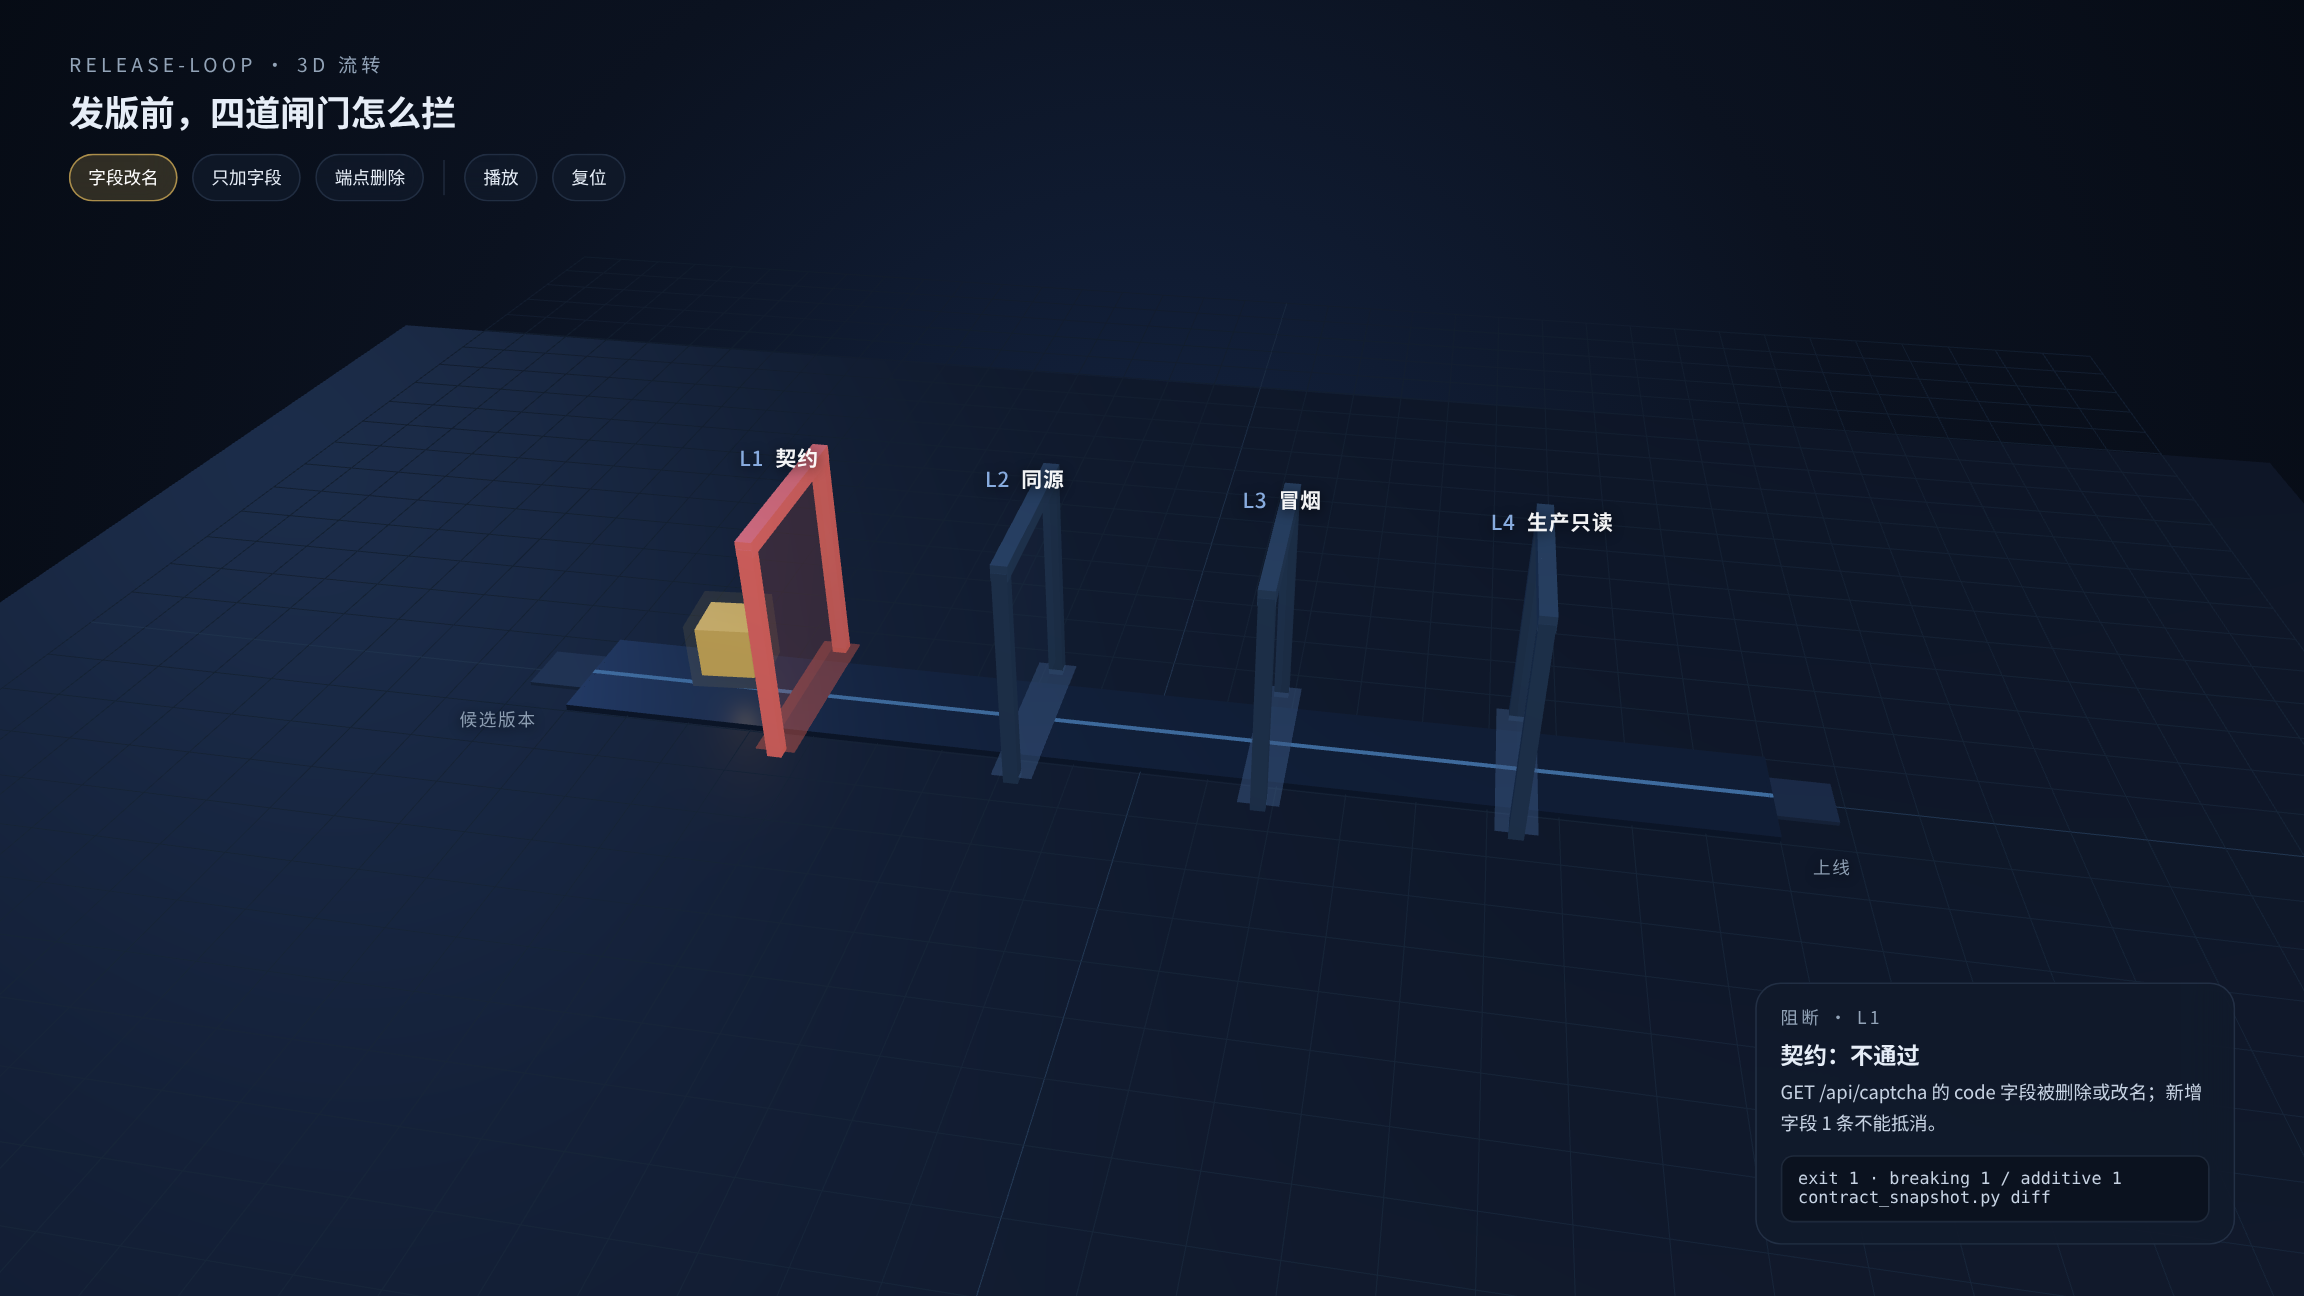 RELEASE-LOOP · 3D 流转
发版前，四道闸门怎么拦
字段改名 只加字段 端点删除 播放 复位
L1 契约
L2 同源
L3 冒烟
L4 生产只读
候选版本
上线
阻断 · L1
契约：不通过
GET /api/captcha 的 code 字段被删除或改名；新增
字段 1 条不能抵消。
exit 1 · breaking 1 / additive 1
contract_snapshot.py diff